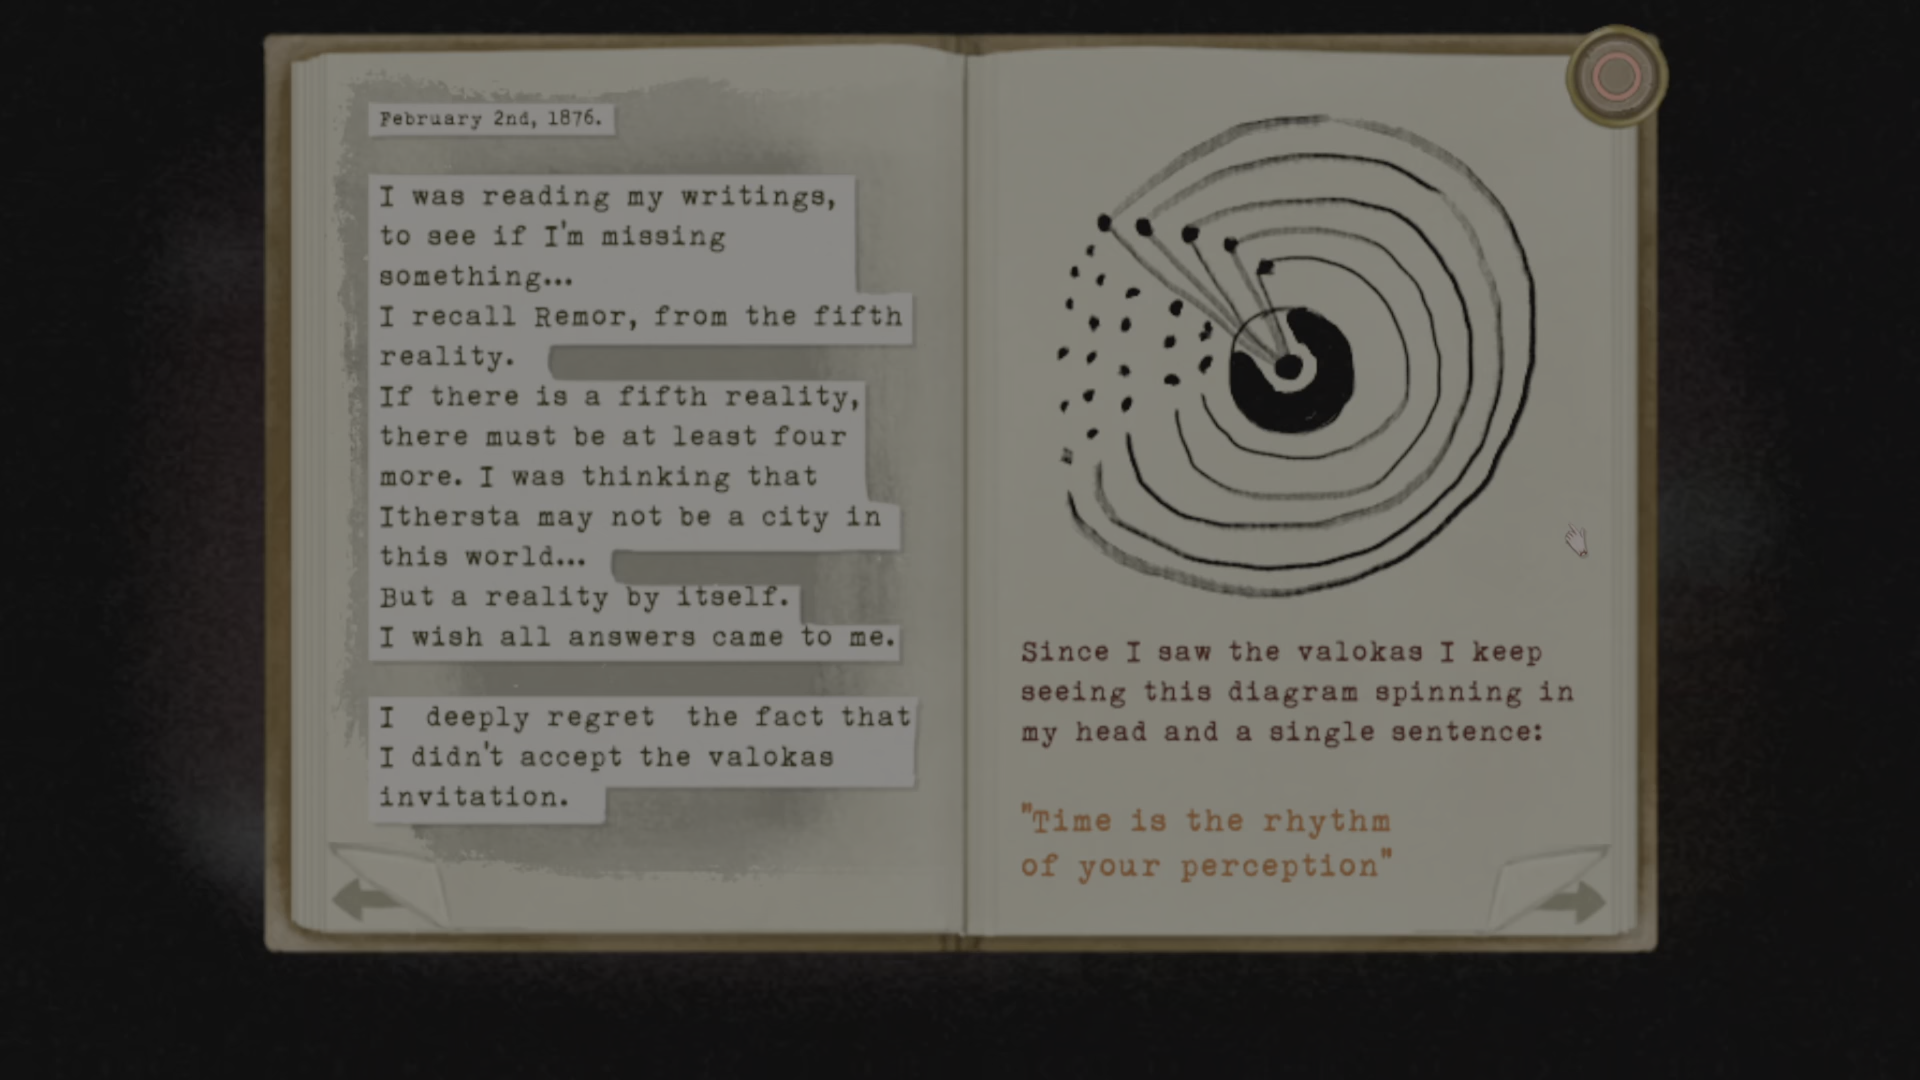 February 2nd, 1876.
I was reading my writings,
to see if I'm missing
something...
I recall Remor, from the fifth
reality.
If there is a fifth reality,
there must be at least four
more. I was thinking that
Ithersta may not be a city in
this world...
But a reality by itself.
I wish all answers came to me.
I deeply regret the fact that
I didn't accept the valokas
invitation.
Since I saw the valokas I keep
seeing this diagram spinning in
my head and a single sentence:
"Time is the rhythm
of your perception"